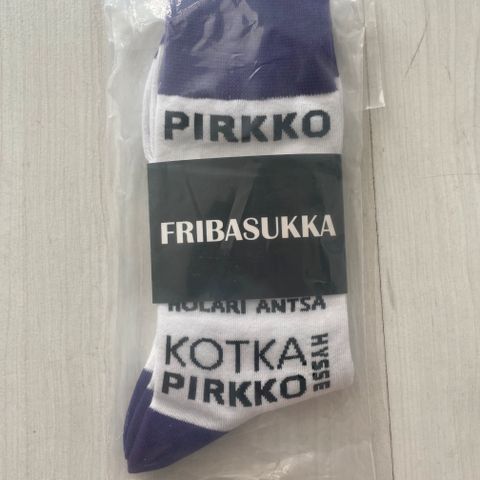 PIRKKO
FRIBASUKKA
HOLARI ANTSA
KOTKA
PIRKKO
HYSSE